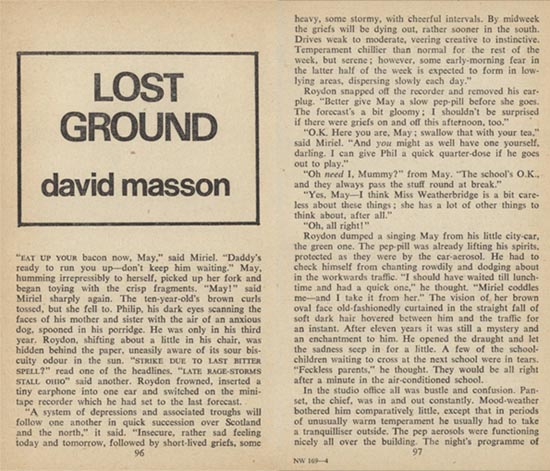 LOST
GROUND
david masson
"EAT UP YOUR bacon now, May," said Miriel. "Daddy's
ready to run you up—don't keep him waiting." May,
humming irrepressibly to herself, picked up her fork and
began toying with the crisp fragments. "May!" said
Miriel sharply again. The ten-year-old's brown curls
tossed, but she fell to. Philip, his dark eyes scanning the
faces of his mother and sister with the air of an anxious
dog, spooned in his porridge. He was only in his third
year. Roydon, shifting about a little in his chair, was
hidden behind the paper, uneasily aware of its sour bis-
cuity odour in the sun. "STRIKE DUE TO LAST BITTER
SPELL?" read one of the headlines. "LATE RAGE-STORMS
STALL OHIO" said another. Roydon frowned, inserted a
tiny earphone into one ear and switched on the mini-
tape recorder which he had set to the last forecast.
"A system of depressions and associated troughs will
follow one another in quick succession over Scotland
and the north," it said. "Insecure, rather sad feeling
today and tomorrow, followed by short-lived griefs, some
96
heavy, some stormy, with cheerful intervals. By midweek
the griefs will be dying out, rather sooner in the south.
Drives weak to moderate, veering creative to instinctive.
Temperament chillier than normal for the rest of the
week, but serene; however, some early-morning fear in
the latter half of the week is expected to form in low-
lying areas, dispersing slowly each day."
Roydon snapped off the recorder and removed his ear-
plug. "Better give May a slow pep-pill before she goes.
The forecast's a bit gloomy; I shouldn't be surprised
if there were griefs on and off this afternoon, too."
"O.K. Here you are, May; swallow that with your tea,"
said Miriel. "And you might as well have one yourself,
darling. I can give Phil a quick quarter-dose if he goes
out to play."
"Oh need I, Mummy?" from May. "The school's O.K.,
and they always pass the stuff round at break."
"Yes, May—I think Miss Weatherbridge is a bit care-
less about these things; she has a lot of other things to
think about, after all."
"Oh, all right!"
Roydon dumped a singing May from his little city-car,
the green one. The pep-pill was already lifting his spirits,
protected as they were by the car-aerosol. He had to
check himself from chanting rowdily and dodging about
in the workwards traffic. "I should have waited till lunch-
time and had a quick one," he thought. "Miriel coddles
me—and I take it from her." The vision of her brown
oval face old-fashionedly curtained in the straight fall of
soft dark hair hovered between him and the traffic for
an instant. After eleven years it was still a mystery and
an enchantment to him. He opened the draught and let
the sadness seep in for a little. A few of the school-
children waiting to cross at the next school were in tears.
"Feckless parents," he thought. They would be all right
after a minute in the air-conditioned school.
In the studio office all was bustle and confusion. Pan-
set, the chief, was in and out constantly. Mood-weather
bothered him comparatively little, except that in periods
of unusually warm temperament he usually had to take
a tranquilliser outside. The pep aerosols were functioning
nicely all over the building. The night's programme of
NW 169—4
97